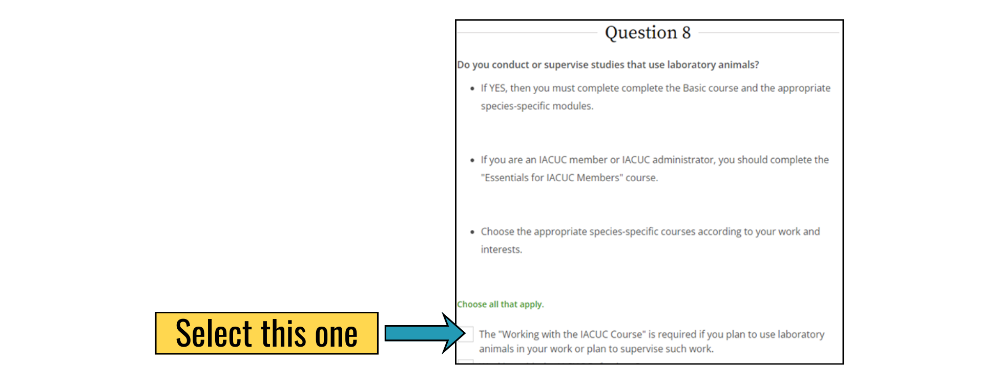 Question 8
Do you conduct or supervise studies that use laboratory animals?
• If YES, then you must complete complete the Basic course and the appropriate
species-specific modules.
• If you are an IACUC member or IACUC administrator, you should complete the
"Essentials for IACUC Members" course.
• Choose the appropriate species-specific courses according to your work and
interests.
Choose all that apply.
Select this one
The "Working with the IACUC Course" is required if you plan to use laboratory
animals in your work or plan to supervise such work.